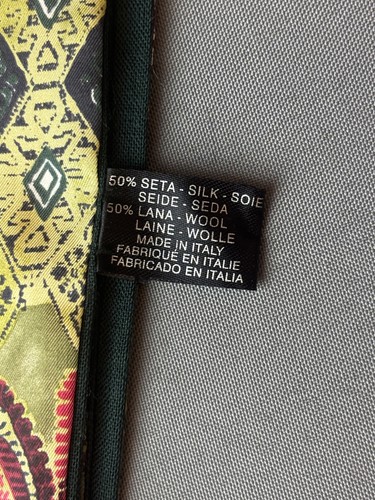 50% SETA - SILK - SOIE
SEIDE - SEDA
50% LANA - WOOL
LAINE - WOLLE
MADE iN ITALY
FABRIQUÉ EN ITALIE
FABRICADO EN ITALIA